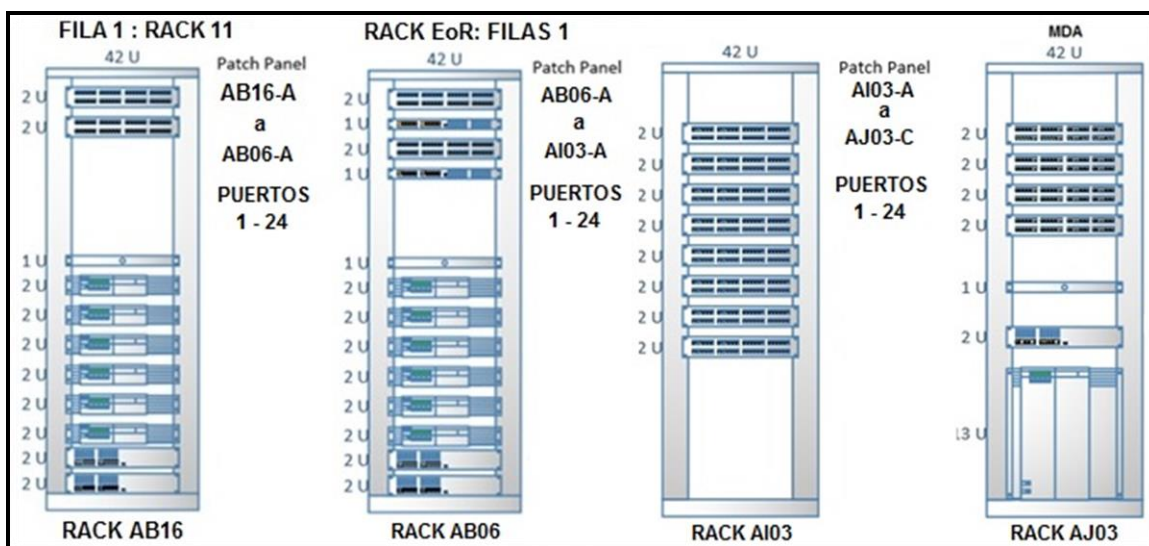 FILA 1 : RACK 11
42 U
2 U
2 U
1 U
2 U
2 U
2 U
2 U
2 U
2 U
2 U
2 U
RACK AB16
Patch Panel
AB16-A
a
AB06-A
PUERTOS
1 - 24
RACK EoR: FILAS 1
42 U
2 U
1 U
2 U
1 U
1 U
2 U
2 U
2 U
2 U
2 U
2 U
2 U
2 U
RACK AB06
Patch Panel
AB06-A
a
AI03-A
PUERTOS
1 - 24
42 U
2 U
2 U
2 U
2 U
2 U
2 U
2 U
2 U
RACK AI03
Patch Panel
AI03-A
a
AJ03-C
PUERTOS
1 - 24
MDA
42 U
2 U
2 U
2 U
2 U
1 U
2 U
13 U
RACK AJ03